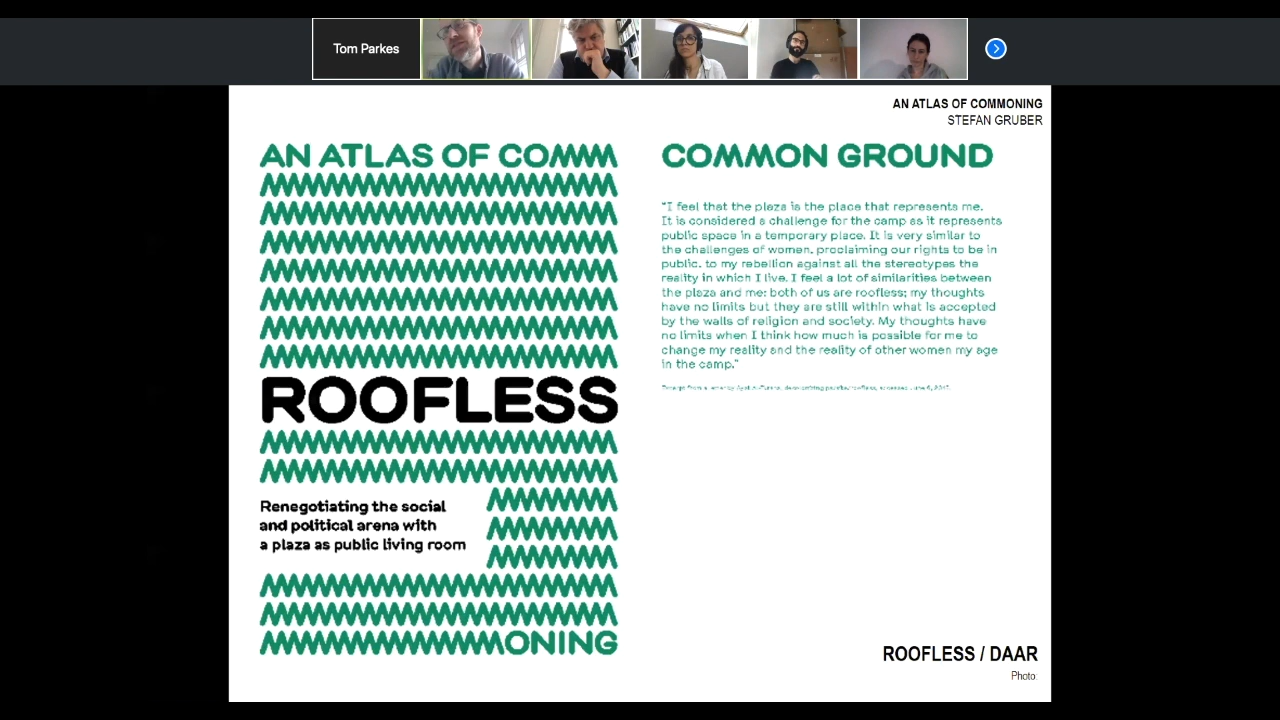 Tom Parkes
AN ATLAS OF COMMONING
STEFAN GRUBER
AN ATLAS OF COMM
ROOFLESS
Renegotiating the social
and political arena with
a plaza as public living room
ONING
COMMON GROUND
"I feel that the plaza is the place that represents me.
It is considered a challenge for the camp as it represents
public space in a temporary place. It is very similar to
the challenges of women, proclaiming our rights to be in
public, to my rebellion against all the stereotypes the
reality in which I live. I feel a lot of similarities between
the plaza and me: both of us are roofless; my thoughts
have no limits but they are still within what is accepted
by the walls of religion and society. My thoughts have
no limits when I think how much is possible for me to
change my reality and the reality of other women my age
in the camp."
ROOFLESS / DAAR
Photo: